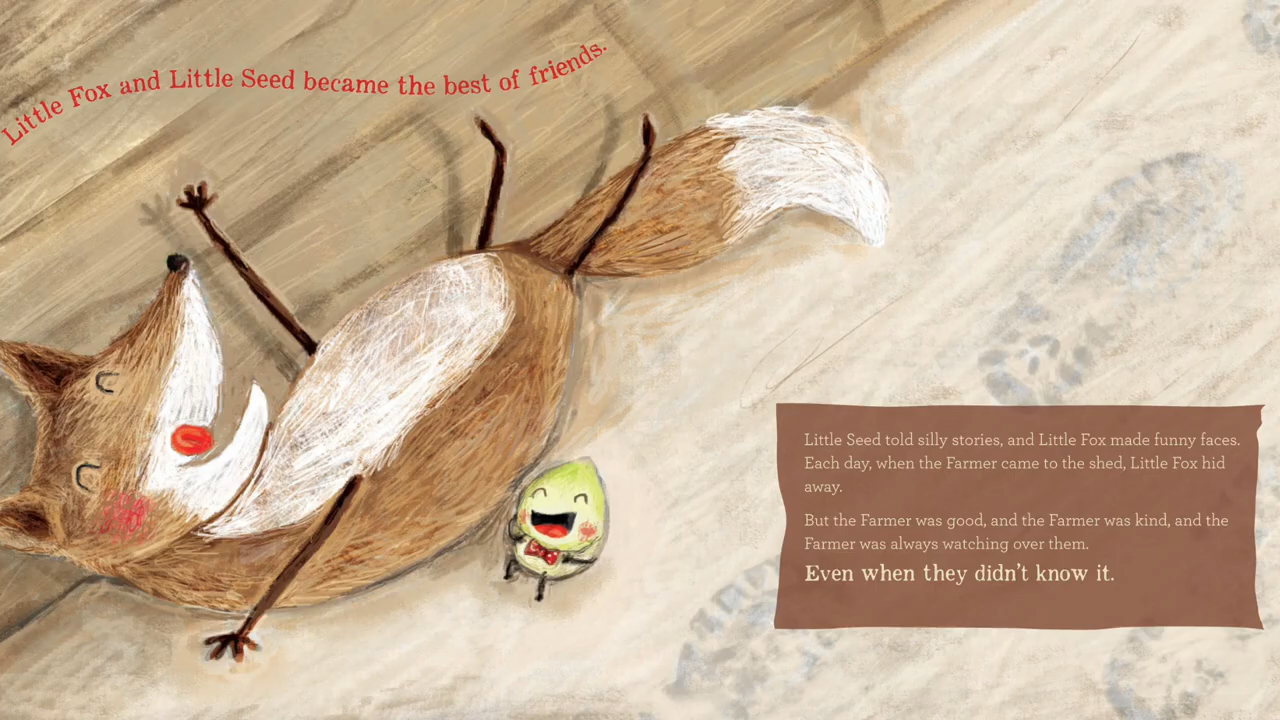 Little Fox and Little Seed became the best of friends.
Little Seed told silly stories, and Little Fox made funny faces.
Each day, when the Farmer came to the shed, Little Fox hid
away.
But the Farmer was good, and the Farmer was kind, and the
Farmer was always watching over them.
Even when they didn’t know it.